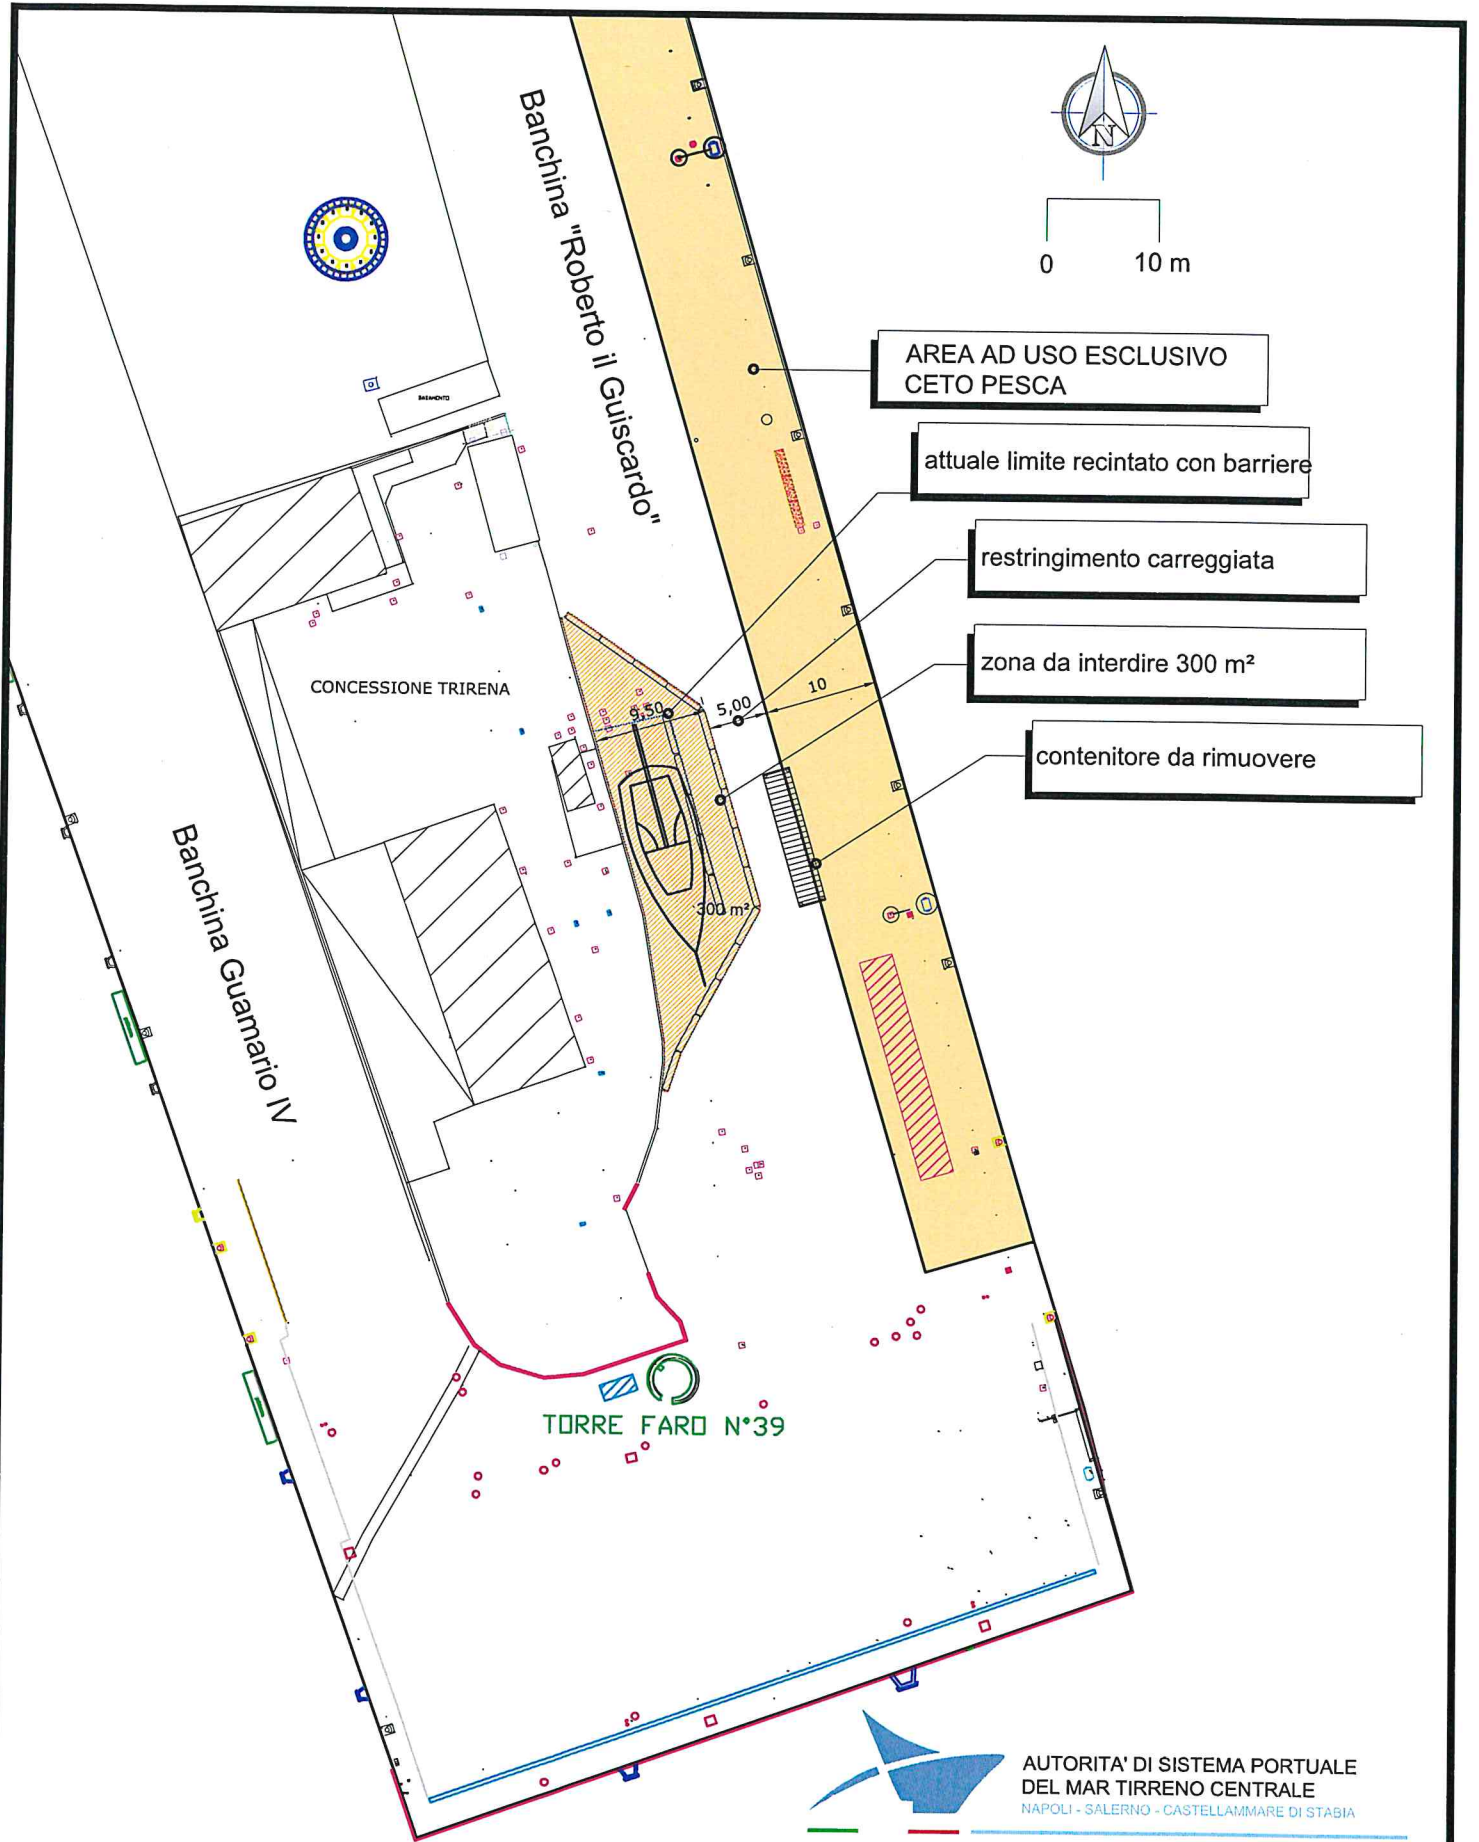 Banchina "Roberto il Guiscardo"
N
0 10 m
AREA AD USO ESCLUSIVO
CETO PESCA
attuale limite recintato con barriere
restringimento carreggiata
zona da interdire 300 m²
contenitore da rimuovere
BASAMENTO
CONCESSIONE TRIRENA
9,50
5,00
10
300 m²
Banchina Guamario IV
TORRE FARO N°39
AUTORITA' DI SISTEMA PORTUALE
DEL MAR TIRRENO CENTRALE
NAPOLI - SALERNO - CASTELLAMMARE DI STABIA